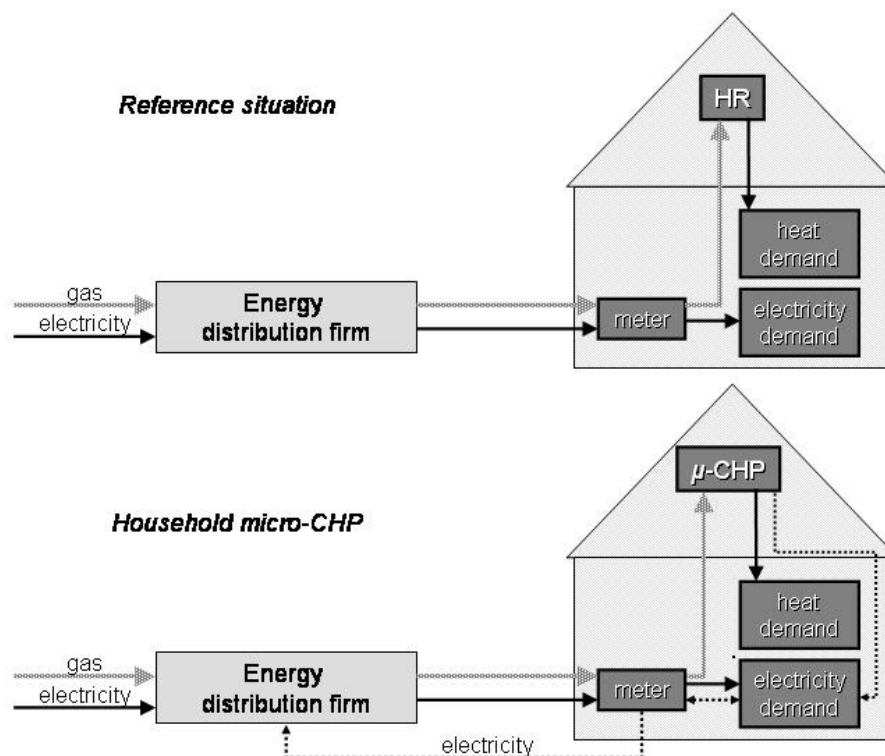 Reference situation
HR
heat
demand
gas
electricity
Energy
distribution firm
meter
electricity
demand
Household micro-CHP
µ-CHP
heat
demand
gas
electricity
Energy
distribution firm
meter
electricity
demand
electricity